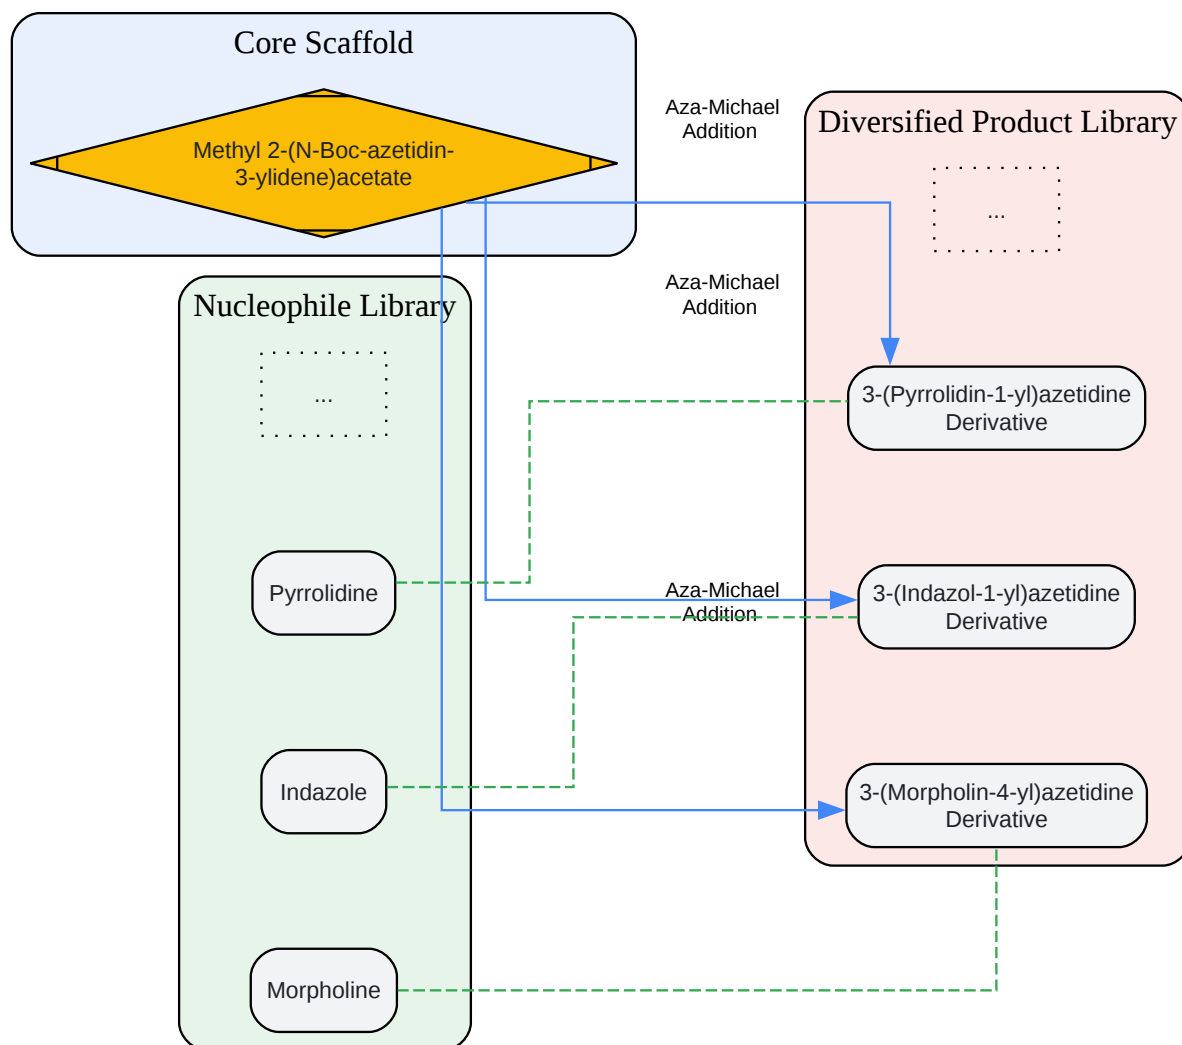 Core Scaffold
Methyl 2-(N-Boc-azetidin-
3-ylidene)acetate
Aza-Michael
Addition
Diversified Product Library
...
Aza-Michael
Addition
Nucleophile Library
...
3-(Pyrrolidin-1-yl)azetidine
Derivative
Pyrrolidine
Aza-Michael
Addition
3-(Indazol-1-yl)azetidine
Derivative
Indazole
3-(Morpholin-4-yl)azetidine
Derivative
Morpholine